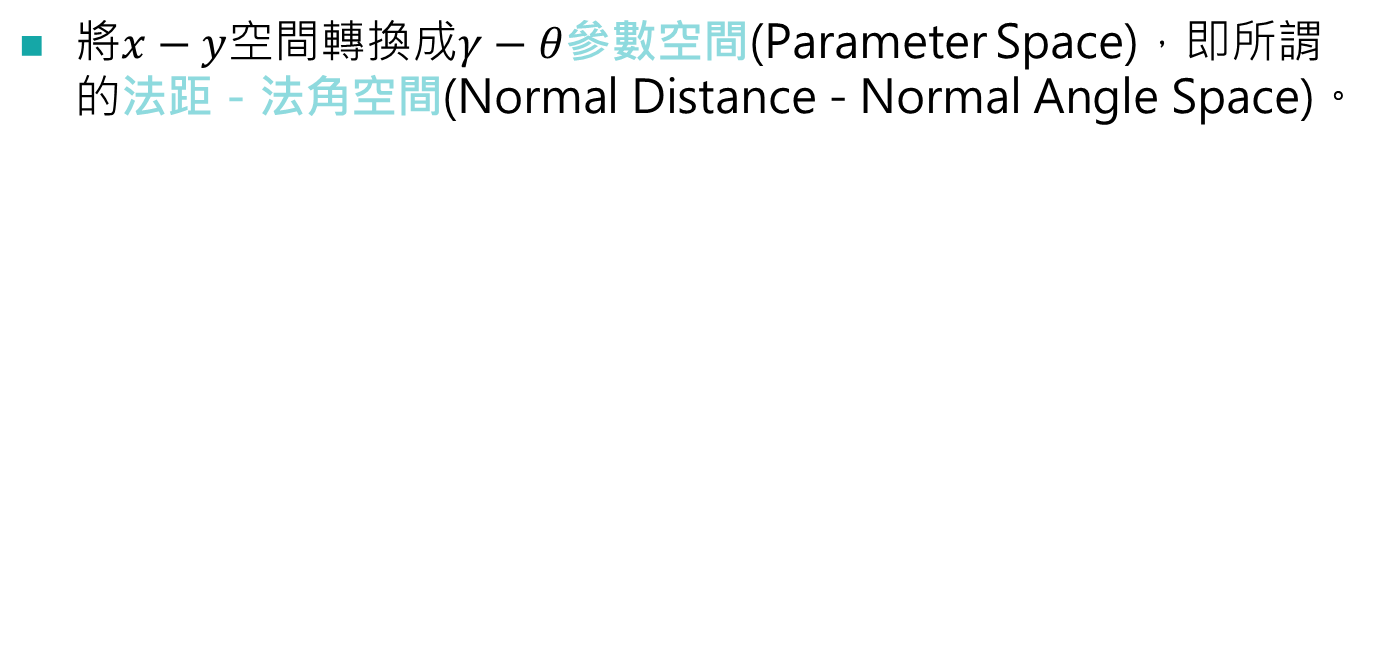 ■ 將𝑥 − 𝑦空間轉換成𝛾 − 𝜃參數空間(Parameter Space)，即所謂
的法距 - 法角空間(Normal Distance - Normal Angle Space)。